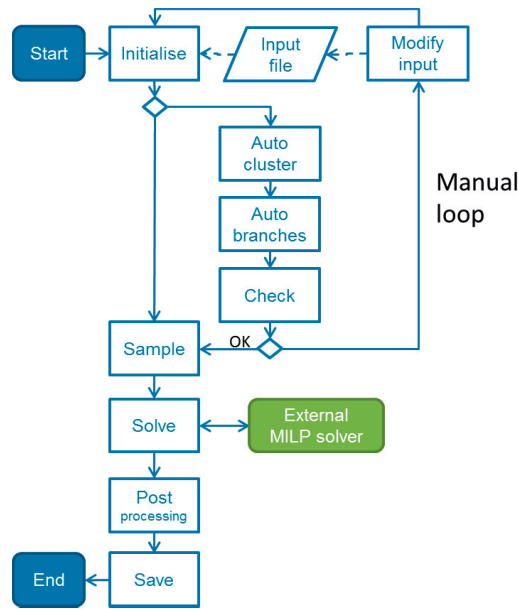 Start
Initialise
Input
file
Modify
input
Auto
cluster
Manual
loop
Auto
branches
Check
OK
Sample
Solve
External
MILP solver
Post
processing
End
Save